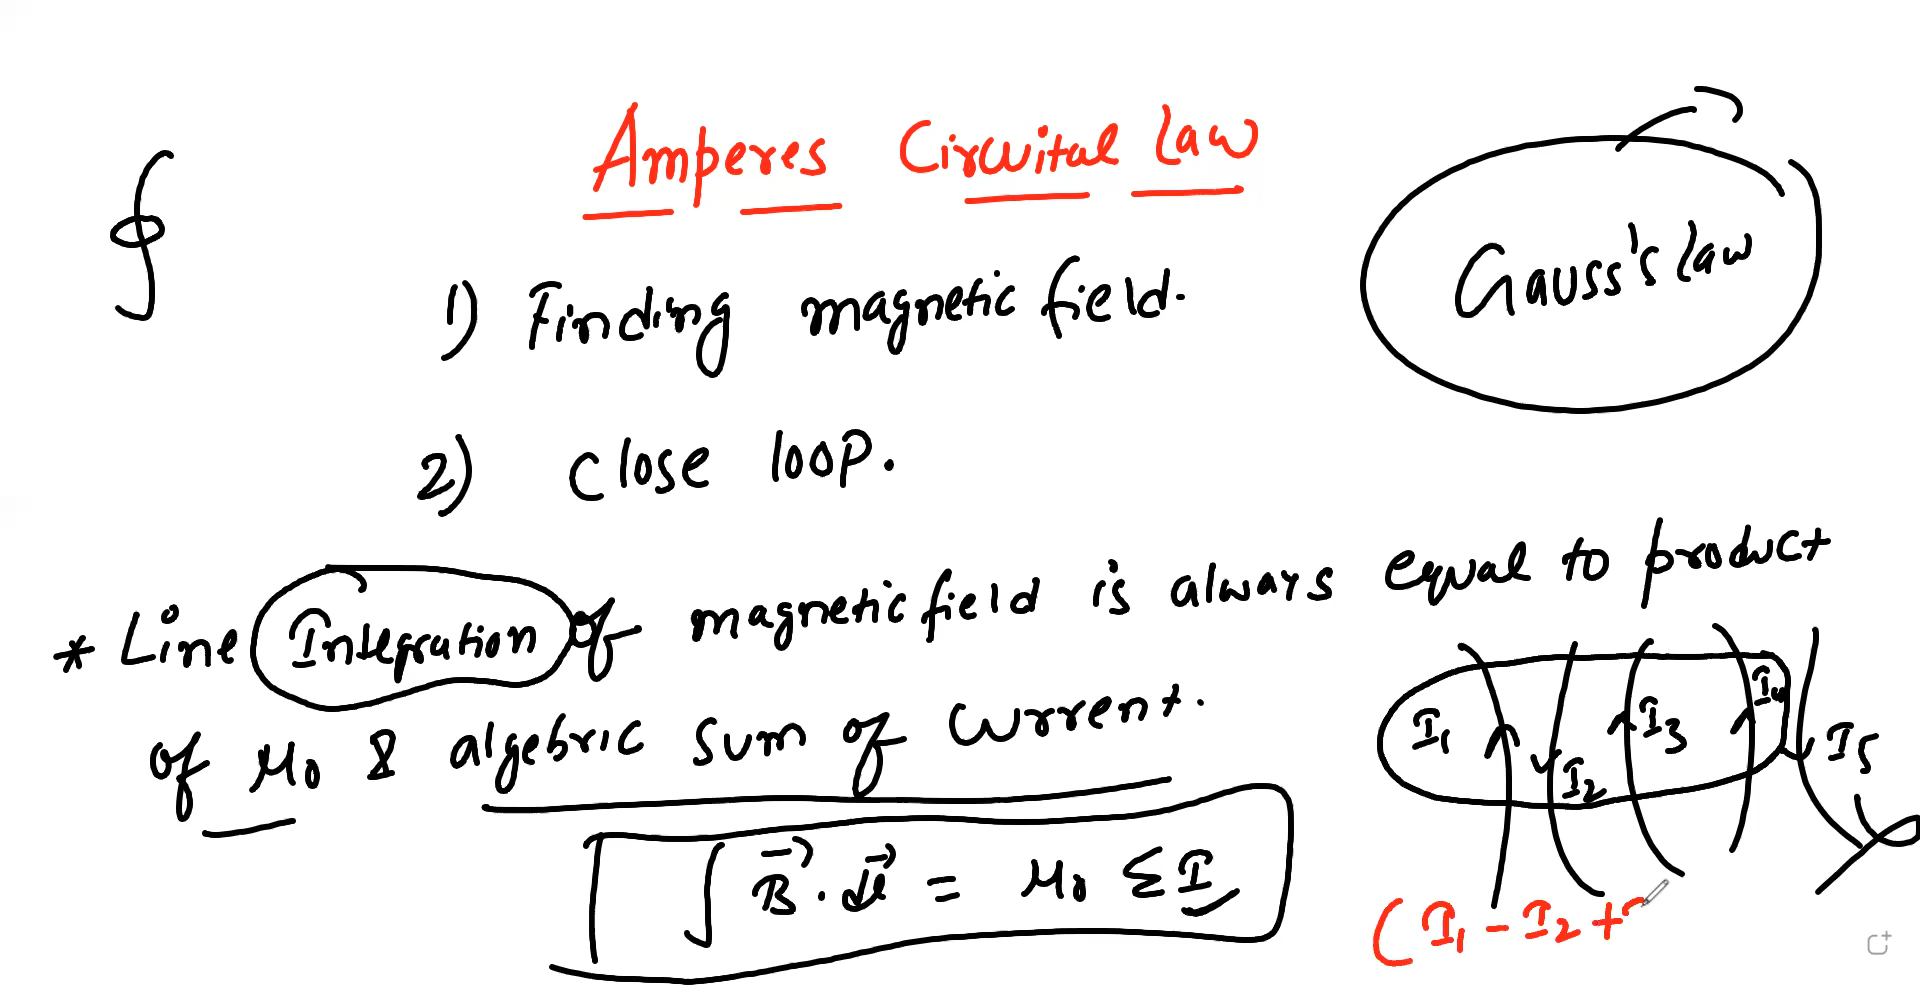 ∮
Amperes Circuital Law
Gauss's law
1) Finding magnetic field.
2) Close loop.
* Line Integration of magnetic field is always equal to product
of μ₀ & algebric sum of current.
I₁ I₂ I₃ I₄ I₅
∫ B⃗ . dl⃗ = μ₀ Σ I
(I₁ - I₂ +